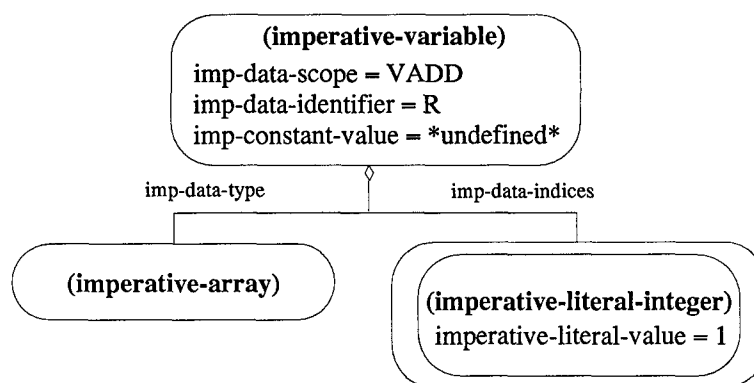 (imperative-variable)
imp-data-scope = VADD
imp-data-identifier = R
imp-constant-value = *undefined*
imp-data-type
imp-data-indices
(imperative-array)
(imperative-literal-integer)
imperative-literal-value = 1